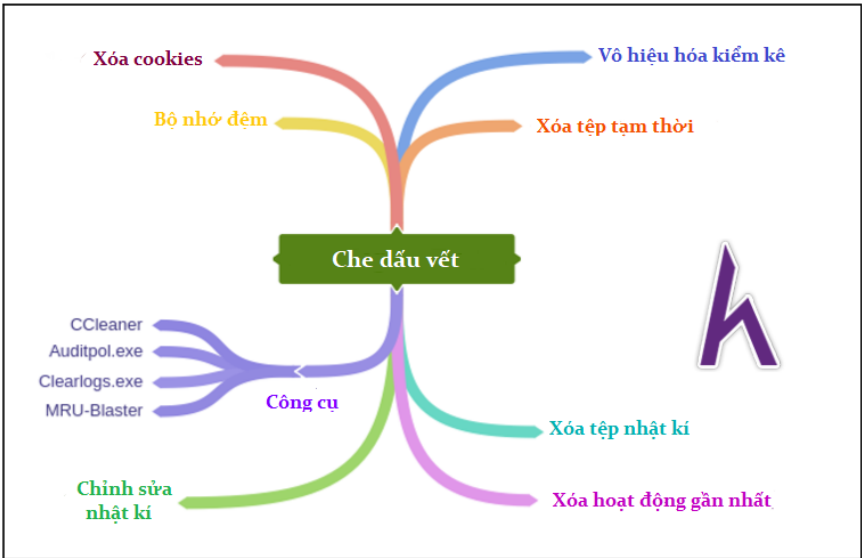 Xóa cookies
Vô hiệu hóa kiểm kê
Bộ nhớ đệm
Xóa tệp tạm thời
Che dấu vết
CCleaner
Auditpol.exe
Clearlogs.exe
MRU-Blaster
Công cụ
Xóa tệp nhật kí
Chỉnh sửa
nhật kí
Xóa hoạt động gần nhất